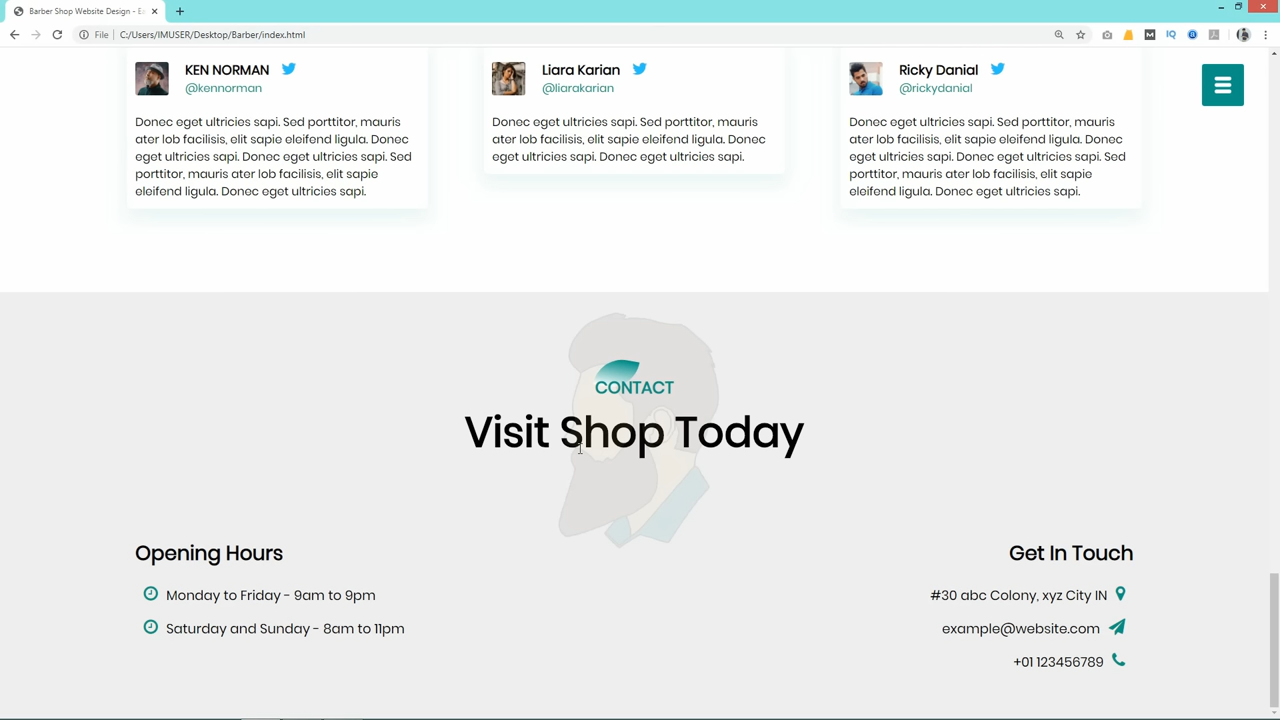 Barber Shop Website Design - Ea
File
C:/Users/IMUSER/Desktop/Barber/index.html
M
IQ
KEN NORMAN
@kennorman
Donec eget ultricies sapi. Sed porttitor, mauris
ater lob facilisis, elit sapie eleifend ligula. Donec
eget ultricies sapi. Donec eget ultricies sapi. Sed
porttitor, mauris ater lob facilisis, elit sapie
eleifend ligula. Donec eget ultricies sapi.
Liara Karian
@liarakarian
Donec eget ultricies sapi. Sed porttitor, mauris
ater lob facilisis, elit sapie eleifend ligula. Donec
eget ultricies sapi. Donec eget ultricies sapi.
Ricky Danial
@rickydanial
Donec eget ultricies sapi. Sed porttitor, mauris
ater lob facilisis, elit sapie eleifend ligula. Donec
eget ultricies sapi. Donec eget ultricies sapi. Sed
porttitor, mauris ater lob facilisis, elit sapie
eleifend ligula. Donec eget ultricies sapi.
CONTACT
Visit Shop Today
Opening Hours
Monday to Friday - 9am to 9pm
Saturday and Sunday - 8am to 11pm
Get In Touch
#30 abc Colony, xyz City IN
example@website.com
+01 123456789